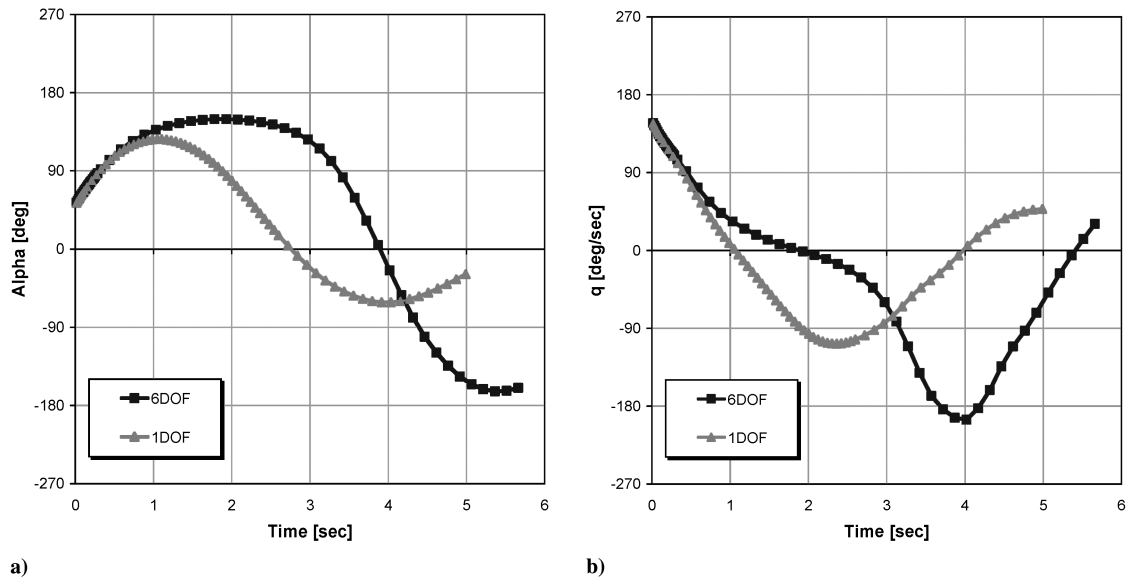 270
180
90
0
-90
-180
-270
Alpha [deg]
6DOF
1DOF
0 1 2 3 4 5 6
Time [sec]
a)
270
180
90
0
-90
-180
-270
q [deg/sec]
6DOF
1DOF
0 1 2 3 4 5 6
Time [sec]
b)